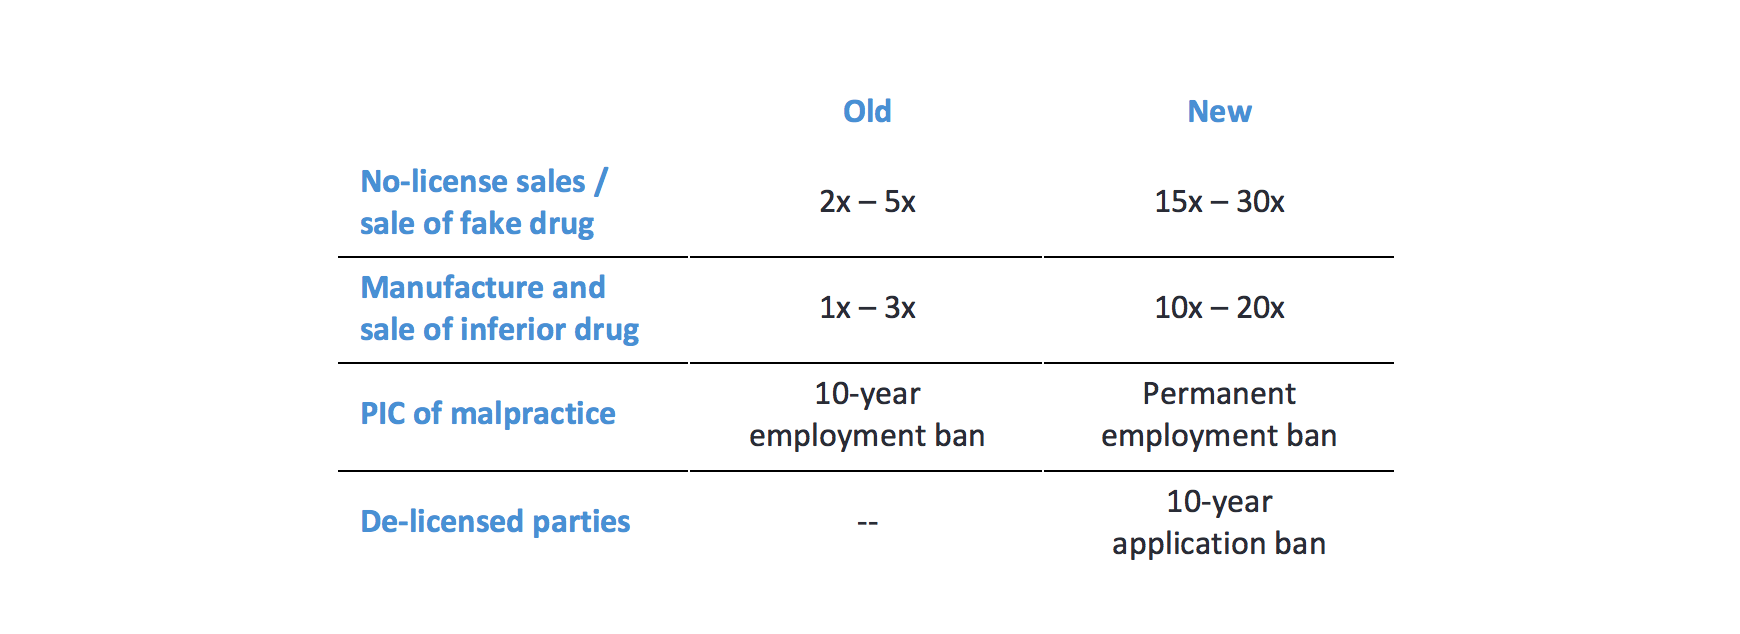 Old New
No-license sales /
sale of fake drug
2x – 5x
15x – 30x
Manufacture and
sale of inferior drug
1x – 3x
10x – 20x
PIC of malpractice
10-year
employment ban
Permanent
employment ban
De-licensed parties
--
10-year
application ban